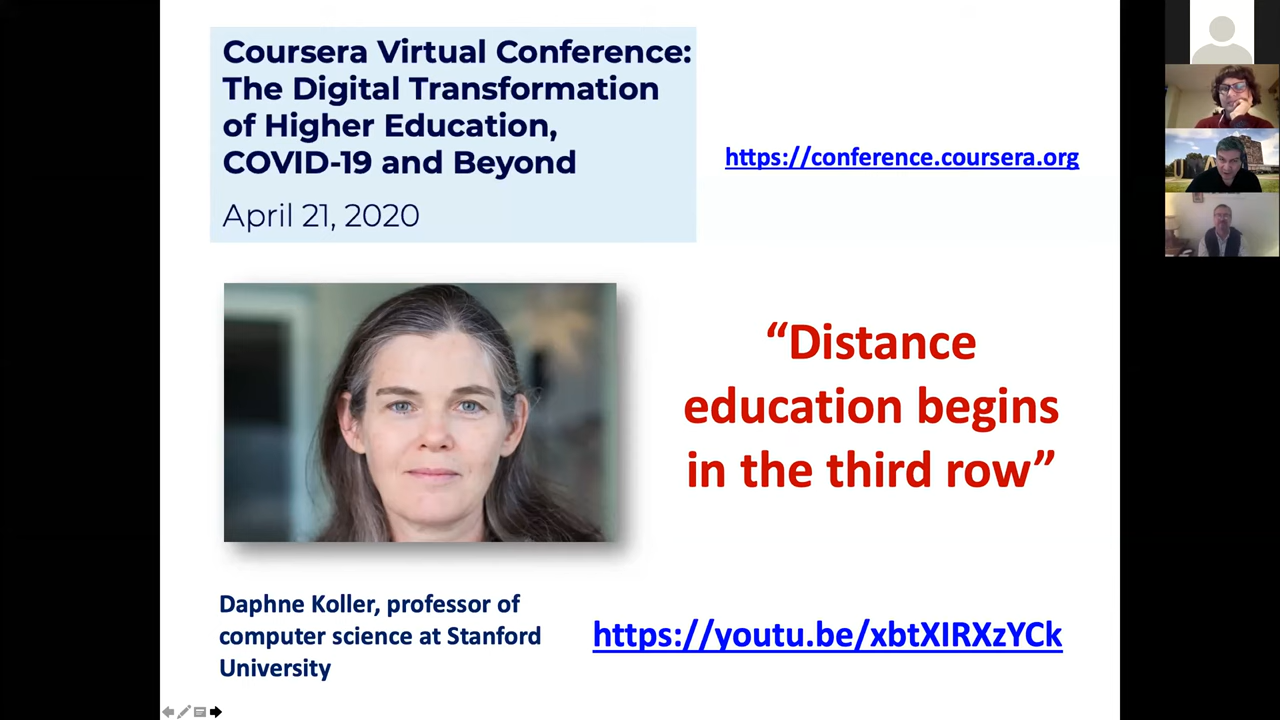 Coursera Virtual Conference:
The Digital Transformation
of Higher Education,
COVID-19 and Beyond
April 21, 2020
https://conference.coursera.org
“Distance
education begins
in the third row”
Daphne Koller, professor of
computer science at Stanford
University
https://youtu.be/xbtXIRXzYCk